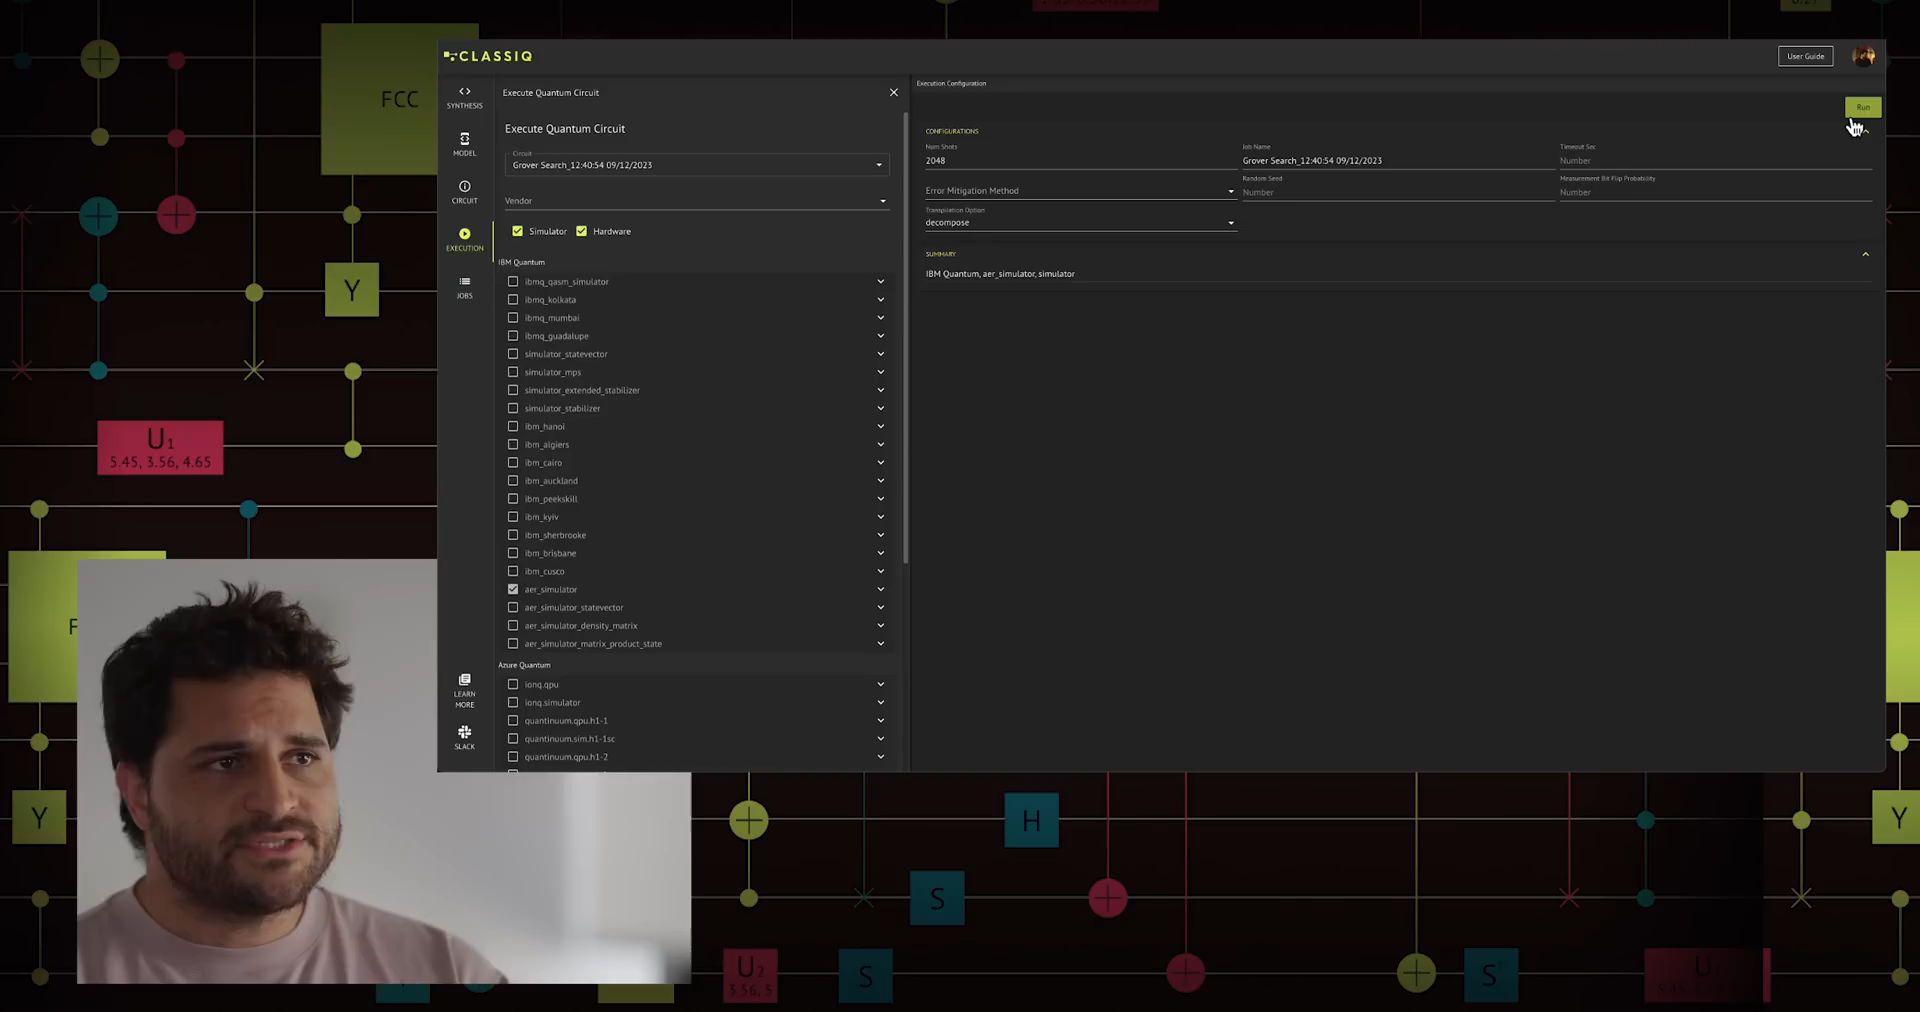 FCC
Y
U1
5.45, 3.56, 4.65
F
Y
CLASSIQ
User Guide
SYNTHESIS
MODEL
CIRCUIT
EXECUTION
JOBS
LEARN
MORE
SLACK
Execute Quantum Circuit
Execute Quantum Circuit
Circuit
Grover Search_12:40:54 09/12/2023
Vendor
Simulator
Hardware
IBM Quantum
ibmq_qasm_simulator
ibmq_kolkata
ibmq_mumbai
ibmq_guadalupe
simulator_statevector
simulator_mps
simulator_extended_stabilizer
simulator_stabilizer
ibm_hanoi
ibm_algiers
ibm_cairo
ibm_auckland
ibm_peekskill
ibm_kyiv
ibm_sherbrooke
ibm_brisbane
ibm_cusco
aer_simulator
aer_simulator_statevector
aer_simulator_density_matrix
aer_simulator_matrix_product_state
Azure Quantum
ionq.qpu
ionq.simulator
quantinuum.qpu.h1-1
quantinuum.sim.h1-1sc
quantinuum.qpu.h1-2
Execution Configuration
Run
CONFIGURATIONS
Num Shots
2048
Job Name
Grover Search_12:40:54 09/12/2023
Timeout Sec
Number
Error Mitigation Method
Random Seed
Number
Measurement Bit Flip Probability
Number
Transpilation Option
decompose
SUMMARY
IBM Quantum, aer_simulator, simulator
H
Y
S
U2
3.56, 5
S
S